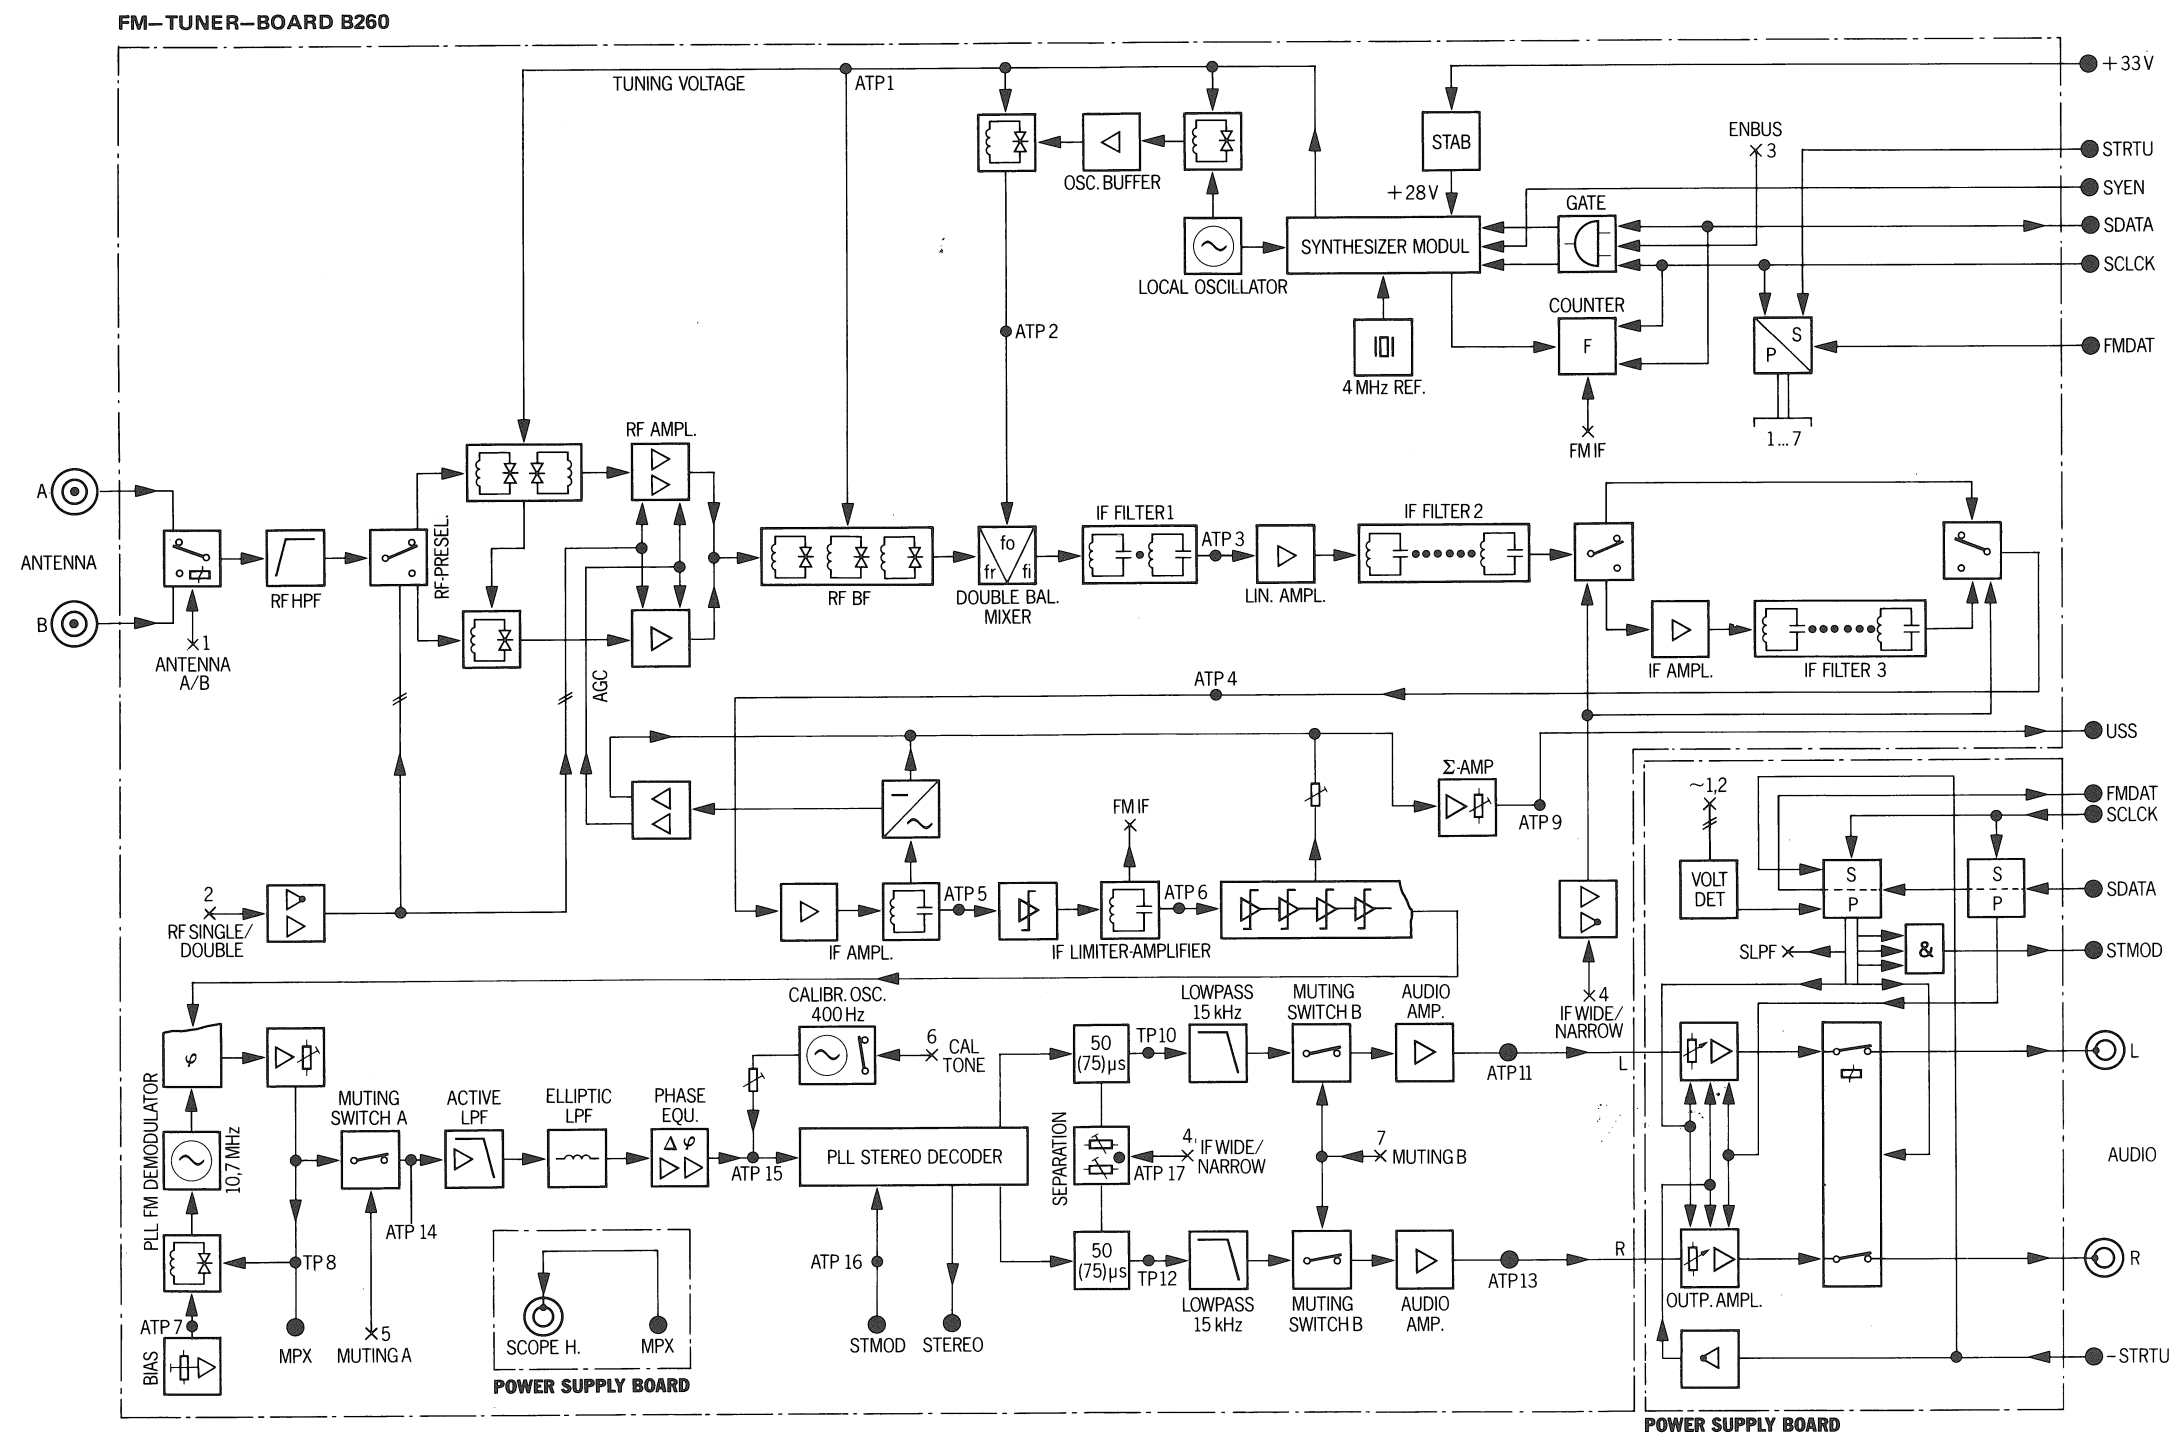 FM-TUNER-BOARD B260
TUNING VOLTAGE
ATP1
+33V
STAB
ENBUS
3
STRTU
OSC. BUFFER
+28V
SYEN
GATE
SDATA
SYNTHESIZER MODUL
SCLCK
LOCAL OSCILLATOR
COUNTER
ATP 2
F
S
P
FMDAT
4 MHz REF.
FM IF
1...7
RF AMPL.
A
RF-PRESEL.
IF FILTER1
ATP 3
IF FILTER 2
fo
fr
fi
ANTENNA
RF HPF
RF BF
DOUBLE BAL.
MIXER
LIN. AMPL.
B
1
ANTENNA
A/B
IF AMPL.
IF FILTER 3
AGC
ATP 4
USS
Σ-AMP
~1,2
FMDAT
SCLCK
FM IF
ATP 9
VOLT
DET
S
P
S
P
SDATA
2
RF SINGLE/
DOUBLE
ATP 5
ATP 6
IF AMPL.
IF LIMITER-AMPLIFIER
SLPF
&
STMOD
CALIBR. OSC.
400 Hz
LOWPASS
15 kHz
MUTING
SWITCH B
AUDIO
AMP.
4
IF WIDE/
NARROW
φ
6
CAL
TONE
50
(75)µs
TP10
ATP11
L
L
PLL FM DEMODULATOR
10,7 MHz
MUTING
SWITCH A
ACTIVE
LPF
ELLIPTIC
LPF
PHASE
EQU.
Δ φ
ATP 15
PLL STEREO DECODER
SEPARATION
4,
IF WIDE/
NARROW
ATP 17
7
MUTING B
AUDIO
ATP 14
TP 8
ATP 16
50
(75)µs
TP12
ATP13
R
R
OUTP. AMPL.
LOWPASS
15 kHz
MUTING
SWITCH B
AUDIO
AMP.
ATP 7
BIAS
MPX
5
MUTING A
SCOPE H.
MPX
STMOD
STEREO
-STRTU
POWER SUPPLY BOARD
POWER SUPPLY BOARD